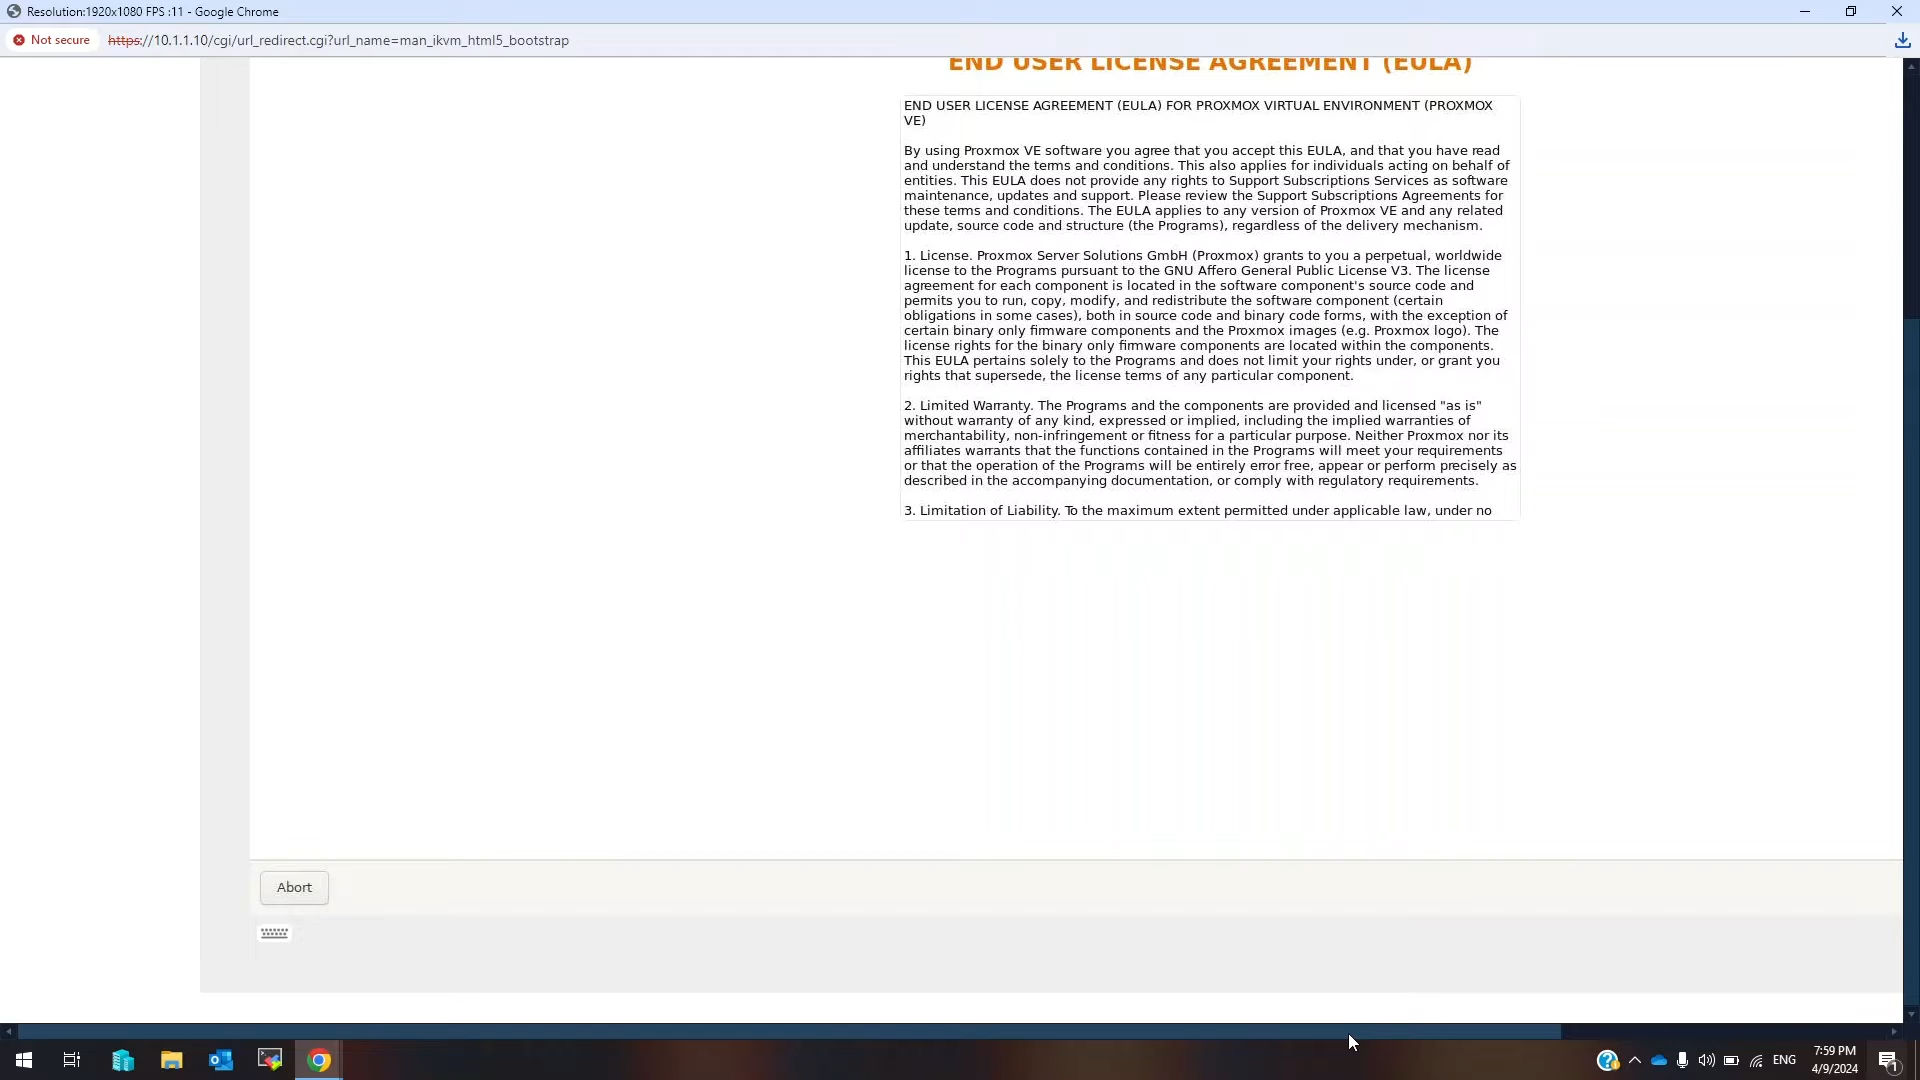 Resolution:1920x1080 FPS :11 - Google Chrome
Not secure
https://10.1.1.10/cgi/url_redirect.cgi?url_name=man_ikvm_html5_bootstrap
END USER LICENSE AGREEMENT (EULA)
END USER LICENSE AGREEMENT (EULA) FOR PROXMOX VIRTUAL ENVIRONMENT (PROXMOX
VE)
By using Proxmox VE software you agree that you accept this EULA, and that you have read
and understand the terms and conditions. This also applies for individuals acting on behalf of
entities. This EULA does not provide any rights to Support Subscriptions Services as software
maintenance, updates and support. Please review the Support Subscriptions Agreements for
these terms and conditions. The EULA applies to any version of Proxmox VE and any related
update, source code and structure (the Programs), regardless of the delivery mechanism.
1. License. Proxmox Server Solutions GmbH (Proxmox) grants to you a perpetual, worldwide
license to the Programs pursuant to the GNU Affero General Public License V3. The license
agreement for each component is located in the software component's source code and
permits you to run, copy, modify, and redistribute the software component (certain
obligations in some cases), both in source code and binary code forms, with the exception of
certain binary only firmware components and the Proxmox images (e.g. Proxmox logo). The
license rights for the binary only firmware components are located within the components.
This EULA pertains solely to the Programs and does not limit your rights under, or grant you
rights that supersede, the license terms of any particular component.
2. Limited Warranty. The Programs and the components are provided and licensed "as is"
without warranty of any kind, expressed or implied, including the implied warranties of
merchantability, non-infringement or fitness for a particular purpose. Neither Proxmox nor its
affiliates warrants that the functions contained in the Programs will meet your requirements
or that the operation of the Programs will be entirely error free, appear or perform precisely as
described in the accompanying documentation, or comply with regulatory requirements.
3. Limitation of Liability. To the maximum extent permitted under applicable law, under no
Abort
ENG
7:59 PM
4/9/2024
1